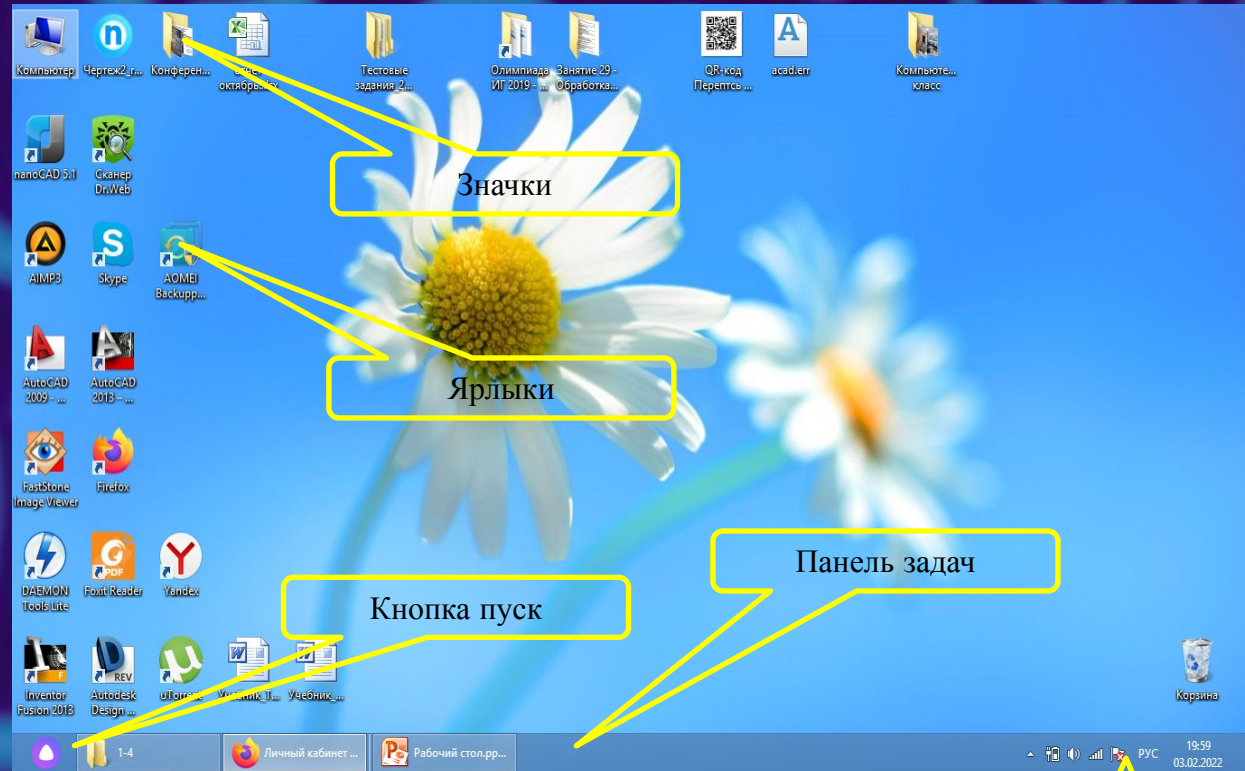 Компьютер
Чертеж2_г...
Конферен...
октябрь.xlsx
Тестовые
задания_2...
Олимпиада
ИГ 2019 - ...
Занятие 29 -
Обработка...
QR-код
Перептсь ...
acad.err
Компьюте...
класс
nanoCAD 5.1
Сканер
Dr.Web
Значки
AIMP3
Skype
AOMEI
Backupp...
Ярлыки
AutoCAD
2009 - ...
AutoCAD
2013 – ...
FastStone
Image Viewer
Firefox
DAEMON
Tools Lite
Foxit Reader
Yandex
Панель задач
Кнопка пуск
Inventor
Fusion 2013
Autodesk
Design ...
uTorrent
Учебник_Т...
Учебник_...
Корзина
1-4
Личный кабинет ...
Рабочий стол.pp...
РУС
19:59
03.02.2022